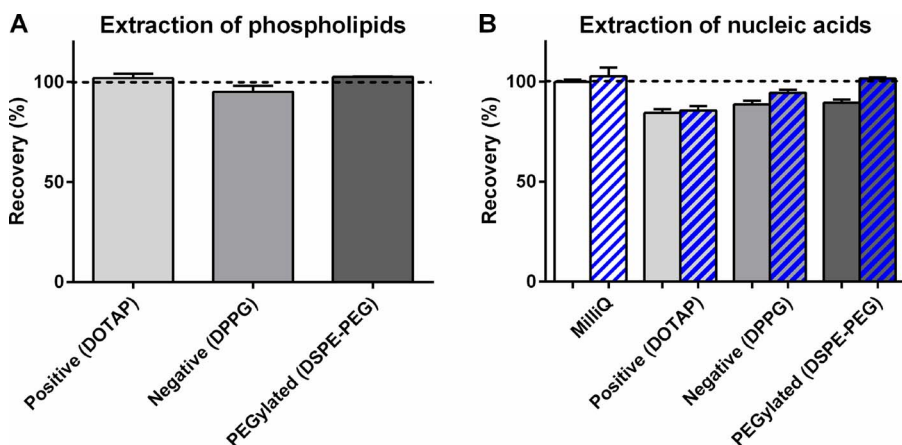 A
Extraction of phospholipids
Recovery (%)
100
50
0
Positive (DOTAP)
Negative (DPPG)
PEGylated (DSPE-PEG)
B
Extraction of nucleic acids
Recovery (%)
100
50
0
MilliQ
Positive (DOTAP)
Negative (DPPG)
PEGylated (DSPE-PEG)